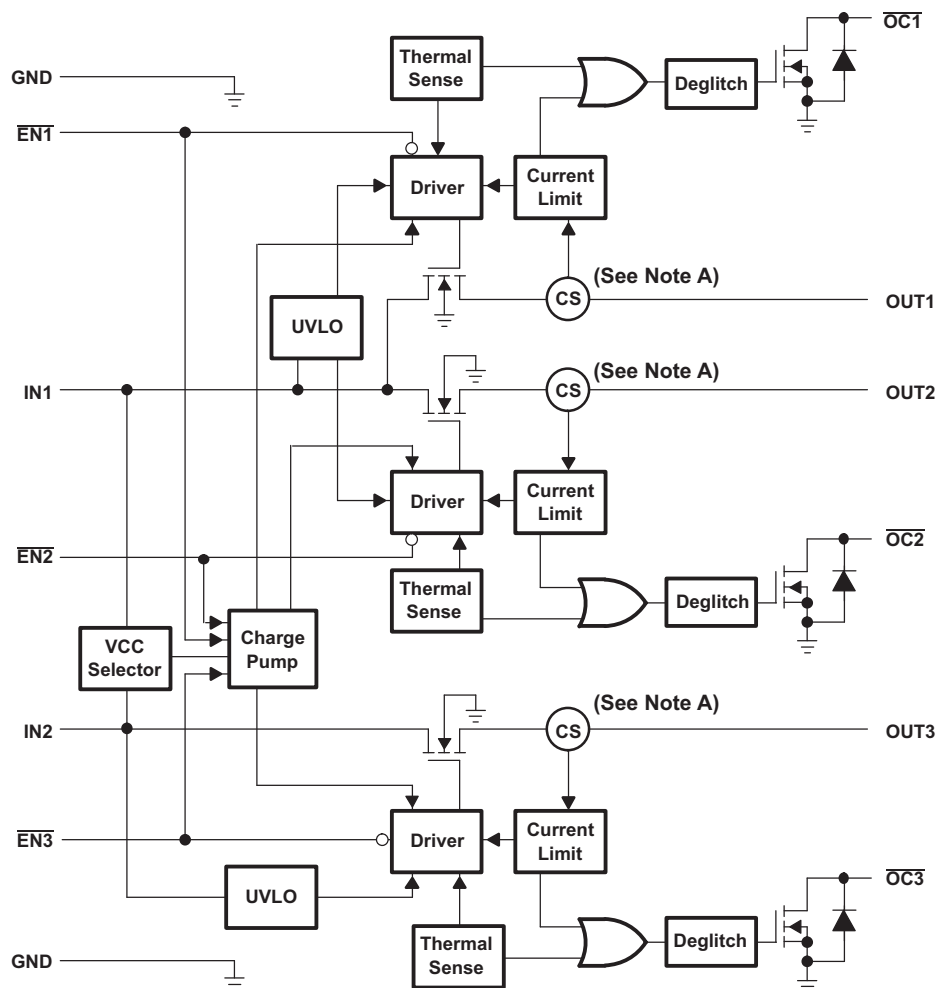 OC1
Thermal
Sense
GND
Deglitch
EN1
Driver
Current
Limit
(See Note A)
CS
OUT1
UVLO
(See Note A)
IN1
CS
OUT2
Driver
Current
Limit
EN2
OC2
Thermal
Sense
Deglitch
VCC
Selector
Charge
Pump
(See Note A)
IN2
CS
OUT3
EN3
Driver
Current
Limit
OC3
UVLO
Thermal
Sense
Deglitch
GND